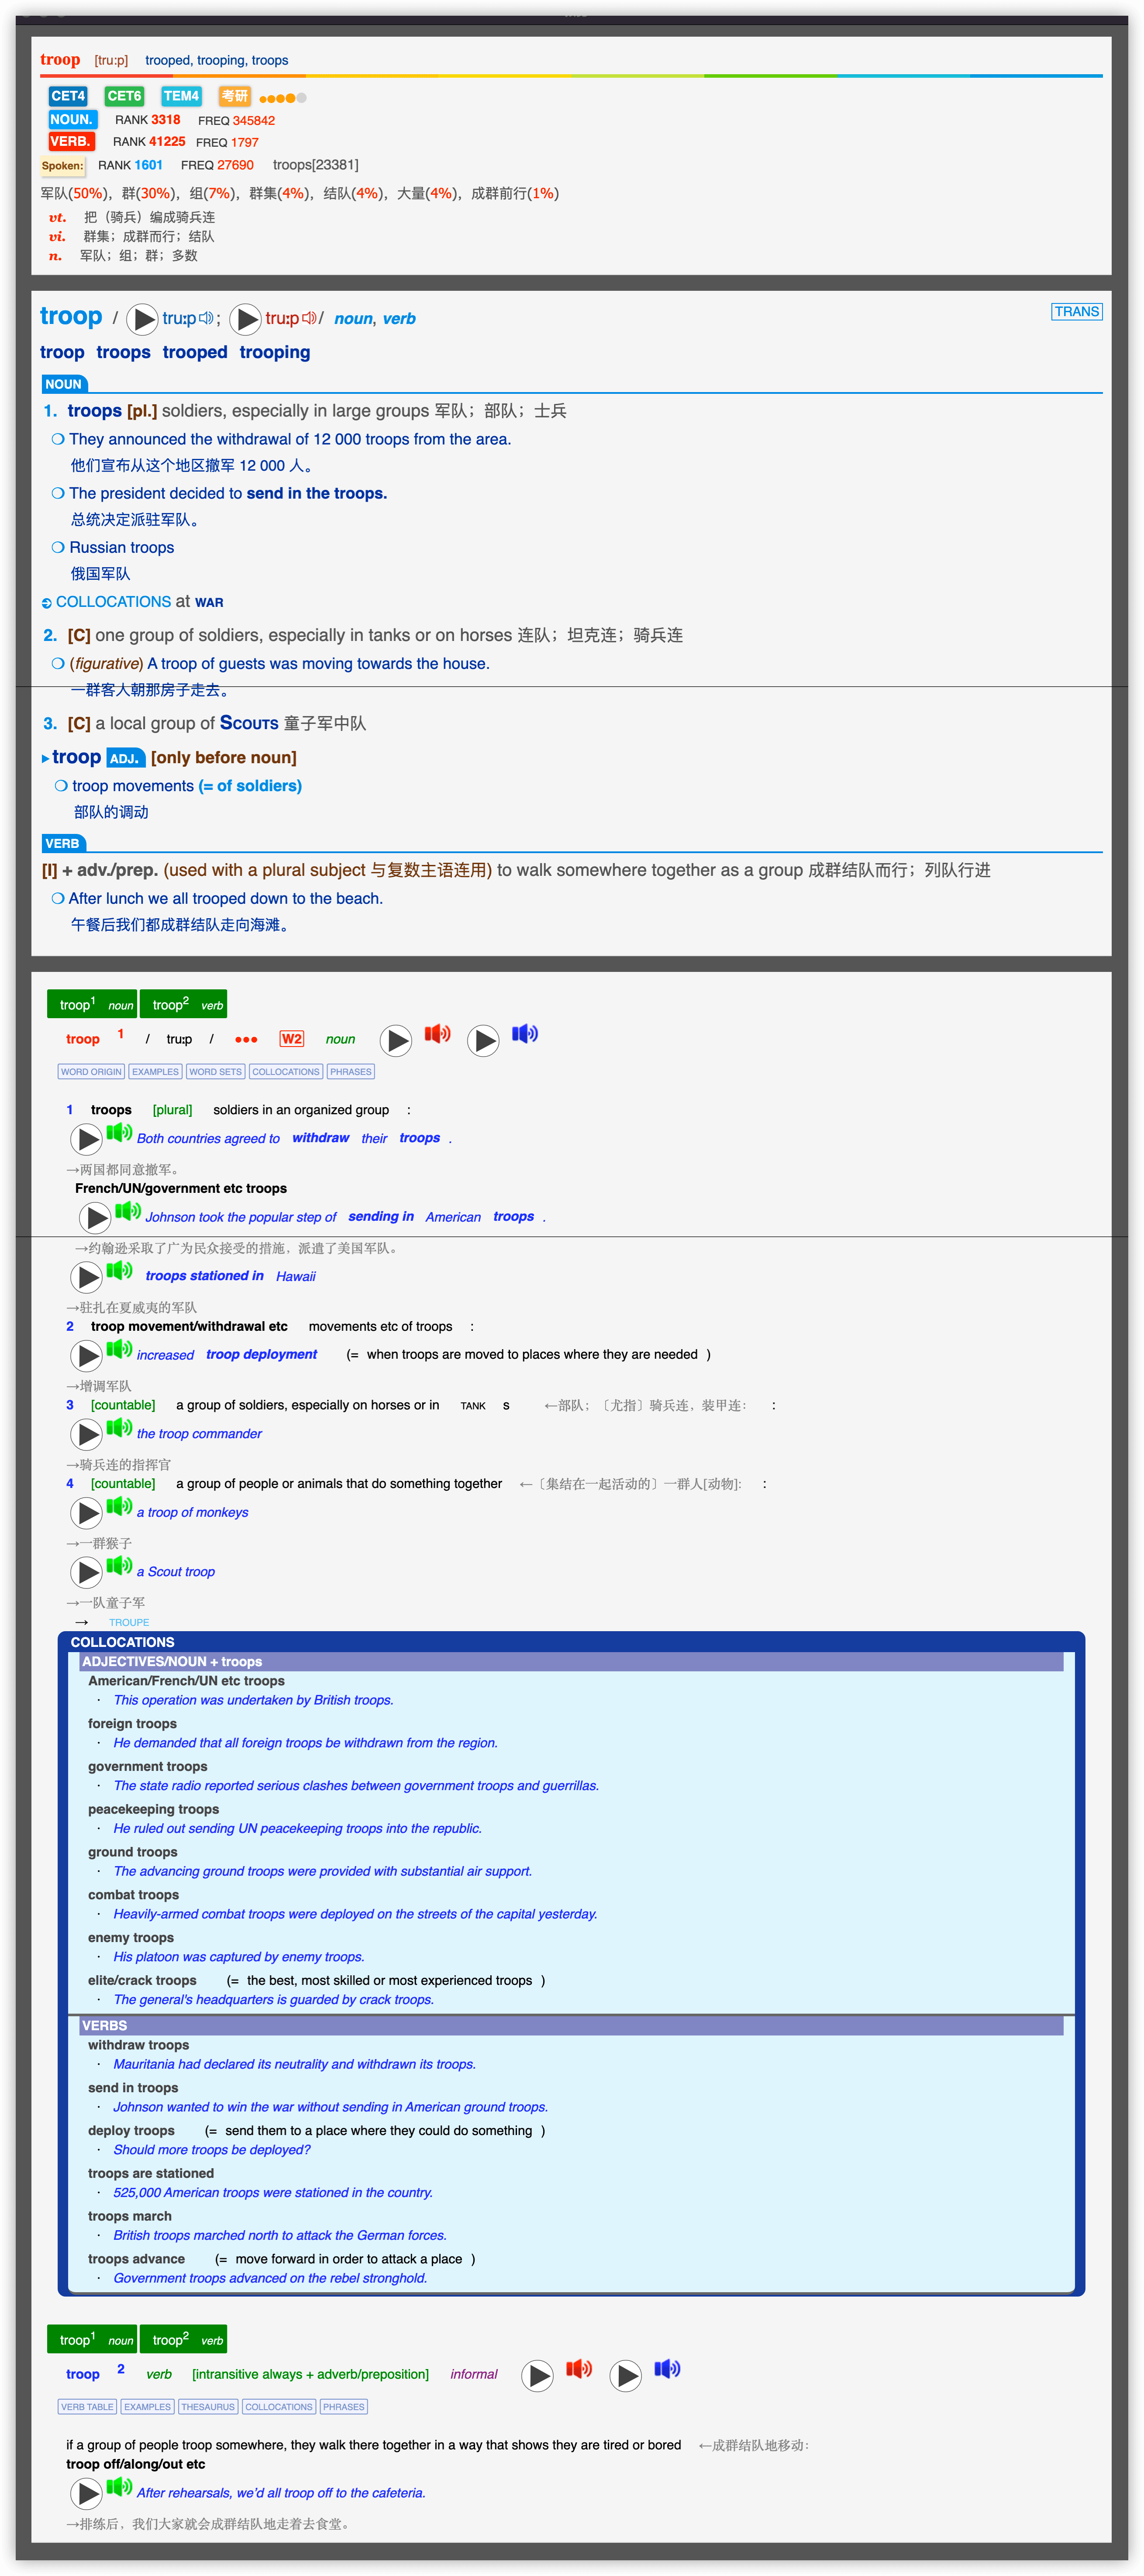 troop [tru:p] trooped, trooping, troops
CET4 CET6 TEM4 考研
NOUN. RANK 3318 FREQ 345842
VERB. RANK 41225 FREQ 1797
Spoken: RANK 1601 FREQ 27690 troops[23381]
军队(50%)，群(30%)，组(7%)，群集(4%)，结队(4%)，大量(4%)，成群前行(1%)
vt. 把（骑兵）编成骑兵连
vi. 群集；成群而行；结队
n. 军队；组；群；多数
troop / truːp ; truːp / noun, verb TRANS
troop troops trooped trooping
NOUN
1. troops [pl.] soldiers, especially in large groups 军队；部队；士兵
They announced the withdrawal of 12 000 troops from the area.
他们宣布从这个地区撤军 12 000 人。
The president decided to send in the troops.
总统决定派驻军队。
Russian troops
俄国军队
COLLOCATIONS at WAR
2. [C] one group of soldiers, especially in tanks or on horses 连队；坦克连；骑兵连
(figurative) A troop of guests was moving towards the house.
一群客人朝那房子走去。
3. [C] a local group of SCOUTS 童子军中队
▸ troop ADJ. [only before noun]
troop movements (= of soldiers)
部队的调动
VERB
[I] + adv./prep. (used with a plural subject 与复数主语连用) to walk somewhere together as a group 成群结队而行；列队行进
After lunch we all trooped down to the beach.
午餐后我们都成群结队走向海滩。
troop1 noun troop2 verb
troop 1 / truːp / ●●● W2 noun
WORD ORIGIN EXAMPLES WORD SETS COLLOCATIONS PHRASES
1 troops [plural] soldiers in an organized group :
Both countries agreed to withdraw their troops .
→两国都同意撤军。
French/UN/government etc troops
Johnson took the popular step of sending in American troops .
→约翰逊采取了广为民众接受的措施，派遣了美国军队。
troops stationed in Hawaii
→驻扎在夏威夷的军队
2 troop movement/withdrawal etc movements etc of troops :
increased troop deployment (= when troops are moved to places where they are needed )
→增调军队
3 [countable] a group of soldiers, especially on horses or in TANK s ←部队；〔尤指〕骑兵连，装甲连： :
the troop commander
→骑兵连的指挥官
4 [countable] a group of people or animals that do something together ←〔集结在一起活动的〕一群人[动物]: :
a troop of monkeys
→一群猴子
a Scout troop
→一队童子军
→ TROUPE
COLLOCATIONS
ADJECTIVES/NOUN + troops
American/French/UN etc troops
· This operation was undertaken by British troops.
foreign troops
· He demanded that all foreign troops be withdrawn from the region.
government troops
· The state radio reported serious clashes between government troops and guerrillas.
peacekeeping troops
· He ruled out sending UN peacekeeping troops into the republic.
ground troops
· The advancing ground troops were provided with substantial air support.
combat troops
· Heavily-armed combat troops were deployed on the streets of the capital yesterday.
enemy troops
· His platoon was captured by enemy troops.
elite/crack troops (= the best, most skilled or most experienced troops )
· The general's headquarters is guarded by crack troops.
VERBS
withdraw troops
· Mauritania had declared its neutrality and withdrawn its troops.
send in troops
· Johnson wanted to win the war without sending in American ground troops.
deploy troops (= send them to a place where they could do something )
· Should more troops be deployed?
troops are stationed
· 525,000 American troops were stationed in the country.
troops march
· British troops marched north to attack the German forces.
troops advance (= move forward in order to attack a place )
· Government troops advanced on the rebel stronghold.
troop1 noun troop2 verb
troop 2 verb [intransitive always + adverb/preposition] informal
VERB TABLE EXAMPLES THESAURUS COLLOCATIONS PHRASES
if a group of people troop somewhere, they walk there together in a way that shows they are tired or bored ←成群结队地移动：
troop off/along/out etc
After rehearsals, we'd all troop off to the cafeteria.
→排练后，我们大家就会成群结队地走着去食堂。